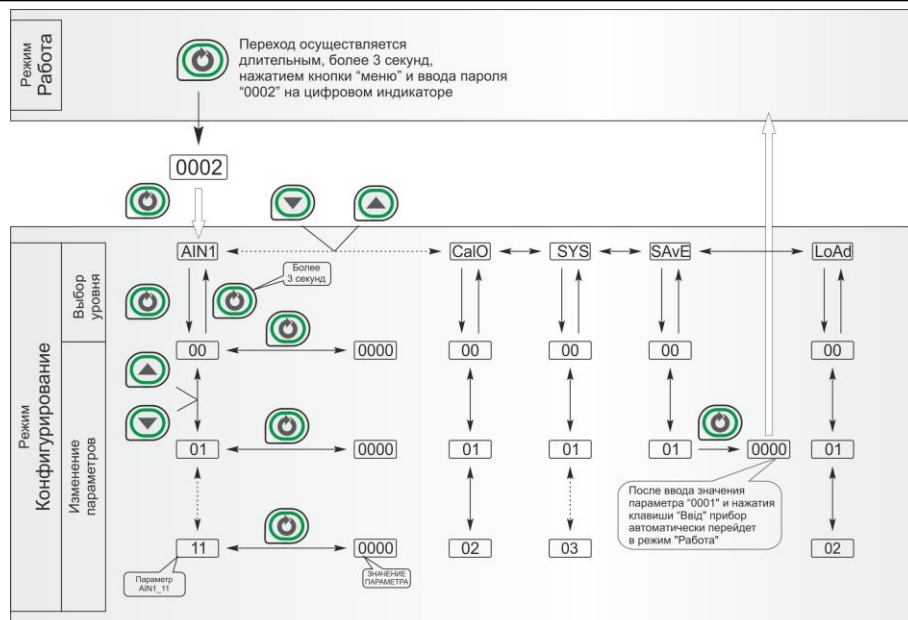 Режим
Работа
Переход осуществляется
длительным, более 3 секунд,
нажатием кнопки “меню” и ввода пароля
“0002” на цифровом индикаторе
0002
Режим
Конфигурирование
Выбор
уровня
Изменение
параметров
AIN1
CalO
SYS
SAvE
LoAd
Более
3 секунд
00
0000
00
00
00
00
01
0000
01
01
01
0000
01
После ввода значения
параметра “0001” и нажатия
клавиши “Ввід” прибор
автоматически перейдет
в режим "Работа"
11
0000
02
03
02
Параметр
AIN1_11
ЗНАЧЕНИЕ
ПАРАМЕТРА